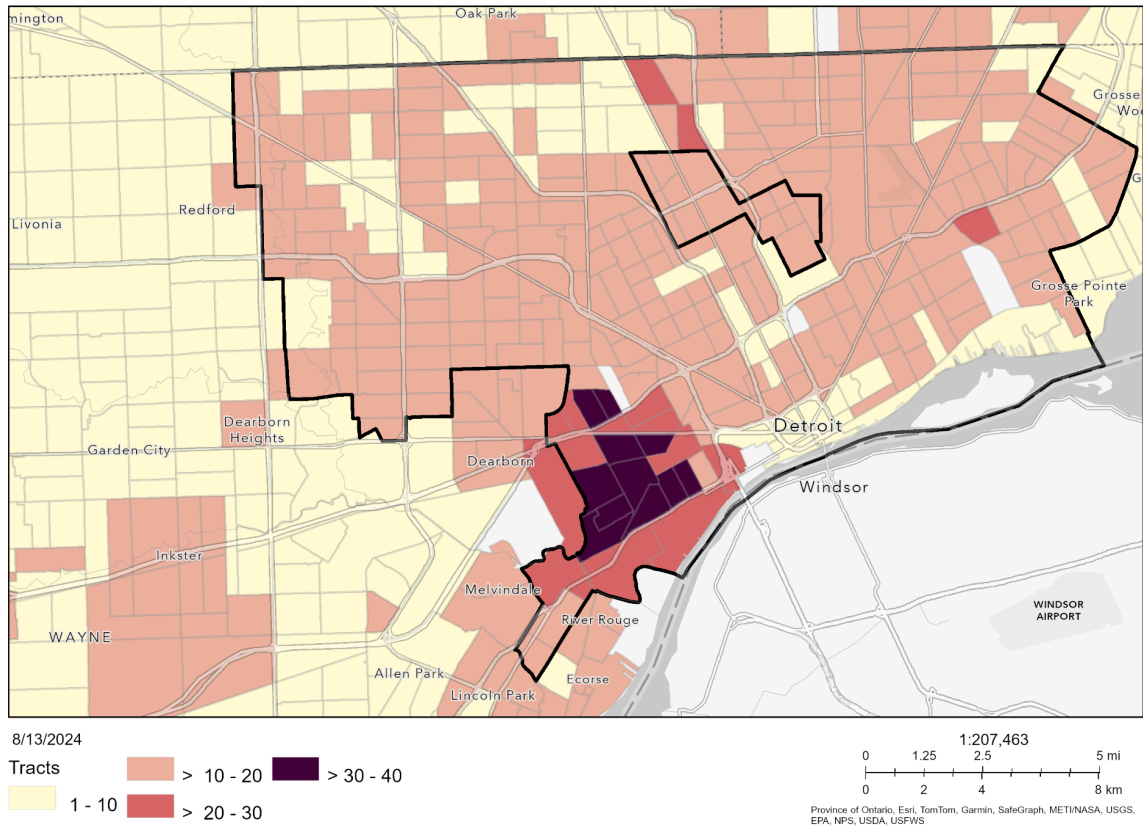 mington
Oak Park
Grosse
Woo
G
Redford
Livonia
Grosse Pointe
Park
Dearborn
Heights
Garden City
Detroit
Dearborn
Windsor
Inkster
Melvindale
River Rouge
WINDSOR
AIRPORT
WAYNE
Allen Park
Ecorse
Lincoln Park
8/13/2024
Tracts
1 - 10
> 10 - 20
> 20 - 30
> 30 - 40
1:207,463
0 1.25 2.5 5 mi
0 2 4 8 km
Province of Ontario, Esri, TomTom, Garmin, SafeGraph, METI/NASA, USGS,
EPA, NPS, USDA, USFWS